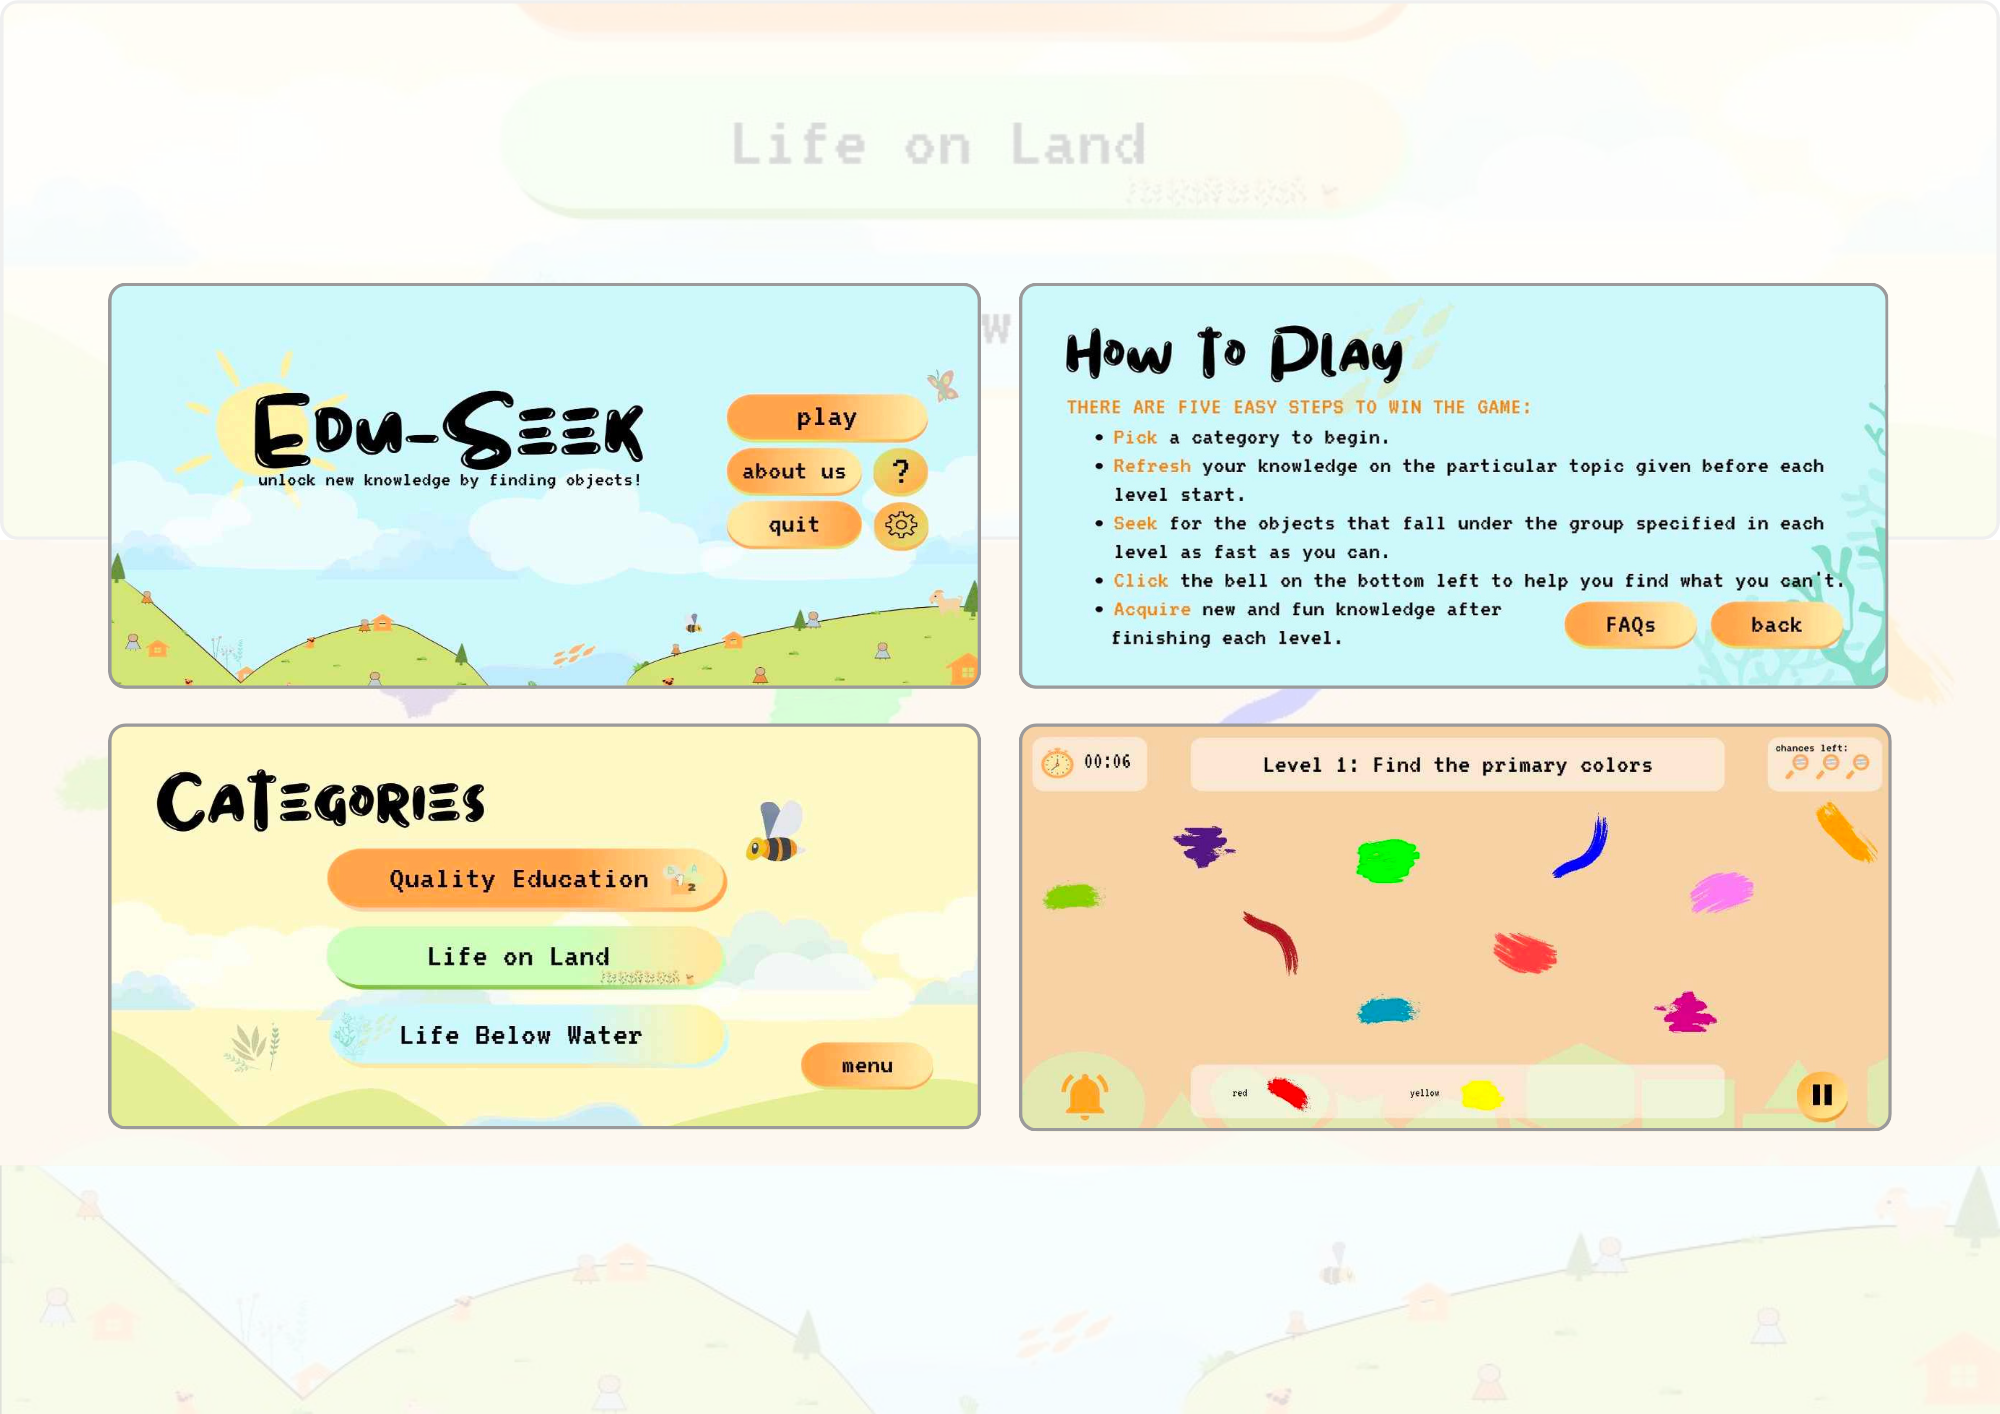 Life on Land
w
Edu-Seek
unlock new knowledge by finding objects!
play
about us
?
quit
How to Play
THERE ARE FIVE EASY STEPS TO WIN THE GAME:
• Pick a category to begin.
• Refresh your knowledge on the particular topic given before each
level start.
• Seek for the objects that fall under the group specified in each
level as fast as you can.
• Click the bell on the bottom left to help you find what you can't.
• Acquire new and fun knowledge after
finishing each level.
FAQs
back
Categories
Quality Education
Life on Land
Life Below Water
menu
00:06
Level 1: Find the primary colors
chances left:
red
yellow